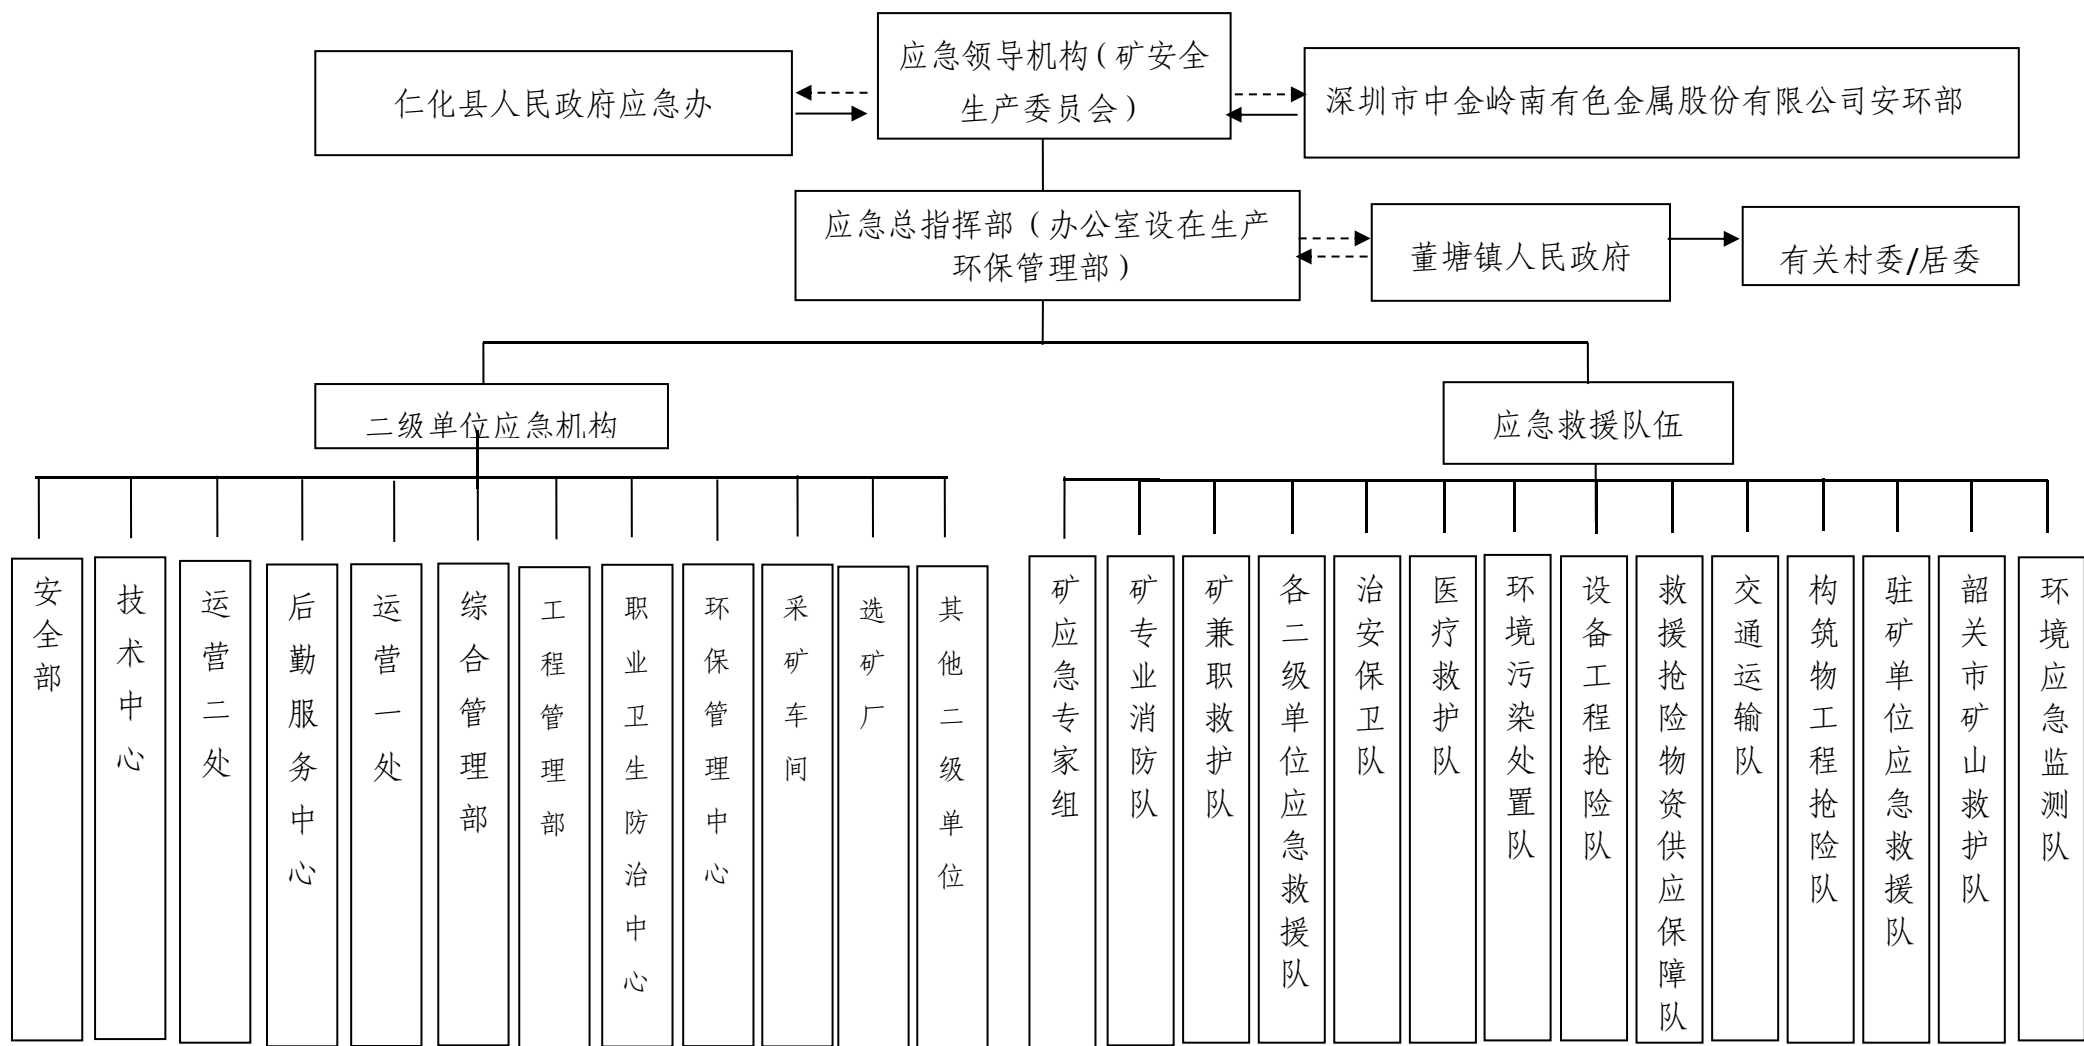 应急领导机构（矿安全
生产委员会）
仁化县人民政府应急办
深圳市中金岭南有色金属股份有限公司安环部
应急总指挥部（办公室设在生产
环保管理部）
董塘镇人民政府
有关村委/居委
二级单位应急机构
应急救援队伍
安全部
技术中心
运营二处
后勤服务中心
运营一处
综合管理部
工程管理部
职业卫生防治中心
环保管理中心
采矿车间
选矿厂
其他二级单位
矿应急专家组
矿专业消防队
矿兼职救护队
各二级单位应急救援队
治安保卫队
医疗救护队
环境污染处置队
设备工程抢险队
救援抢险物资供应保障队
交通运输队
构筑物工程抢险队
驻矿单位应急救援队
韶关市矿山救护队
环境应急监测队